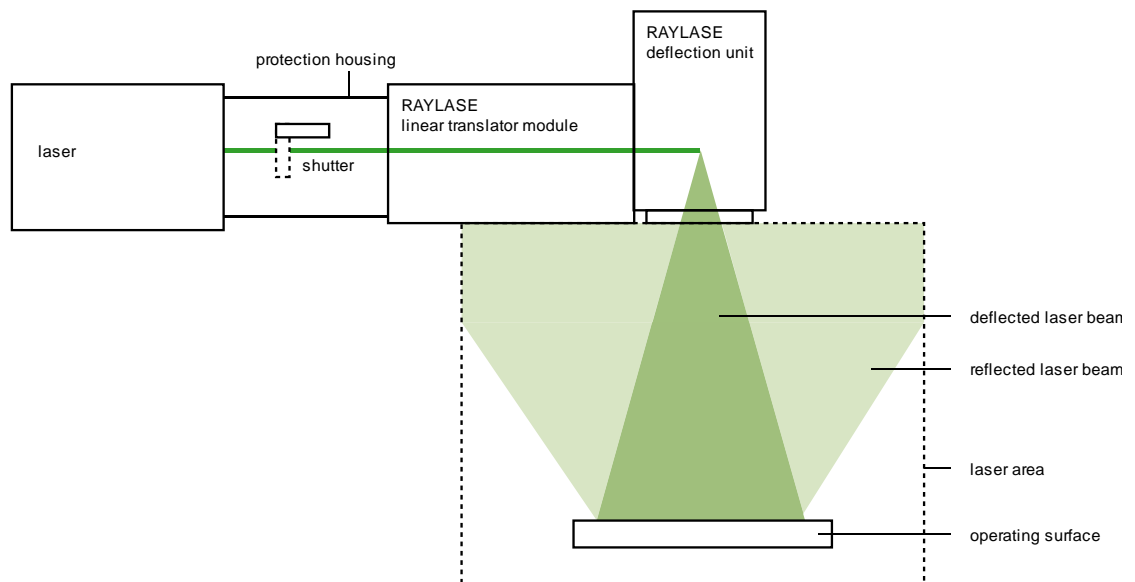 RAYLASE
deflection unit
protection housing
RAYLASE
linear translator module
laser
shutter
deflected laser beam
reflected laser beam
laser area
operating surface